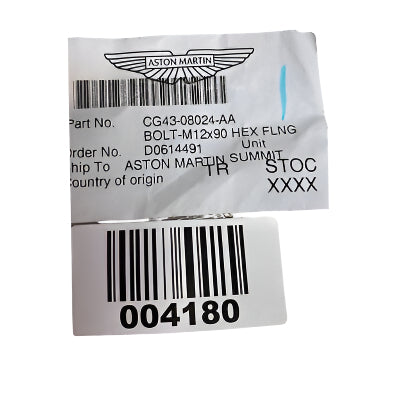 ASTON MARTIN
Part No. CG43-08024-AA
BOLT-M12x90 HEX FLNG
Order No. D0614491 Unit
Ship To ASTON MARTIN SUMMIT
Country of origin TR STOC
XXXX
004180